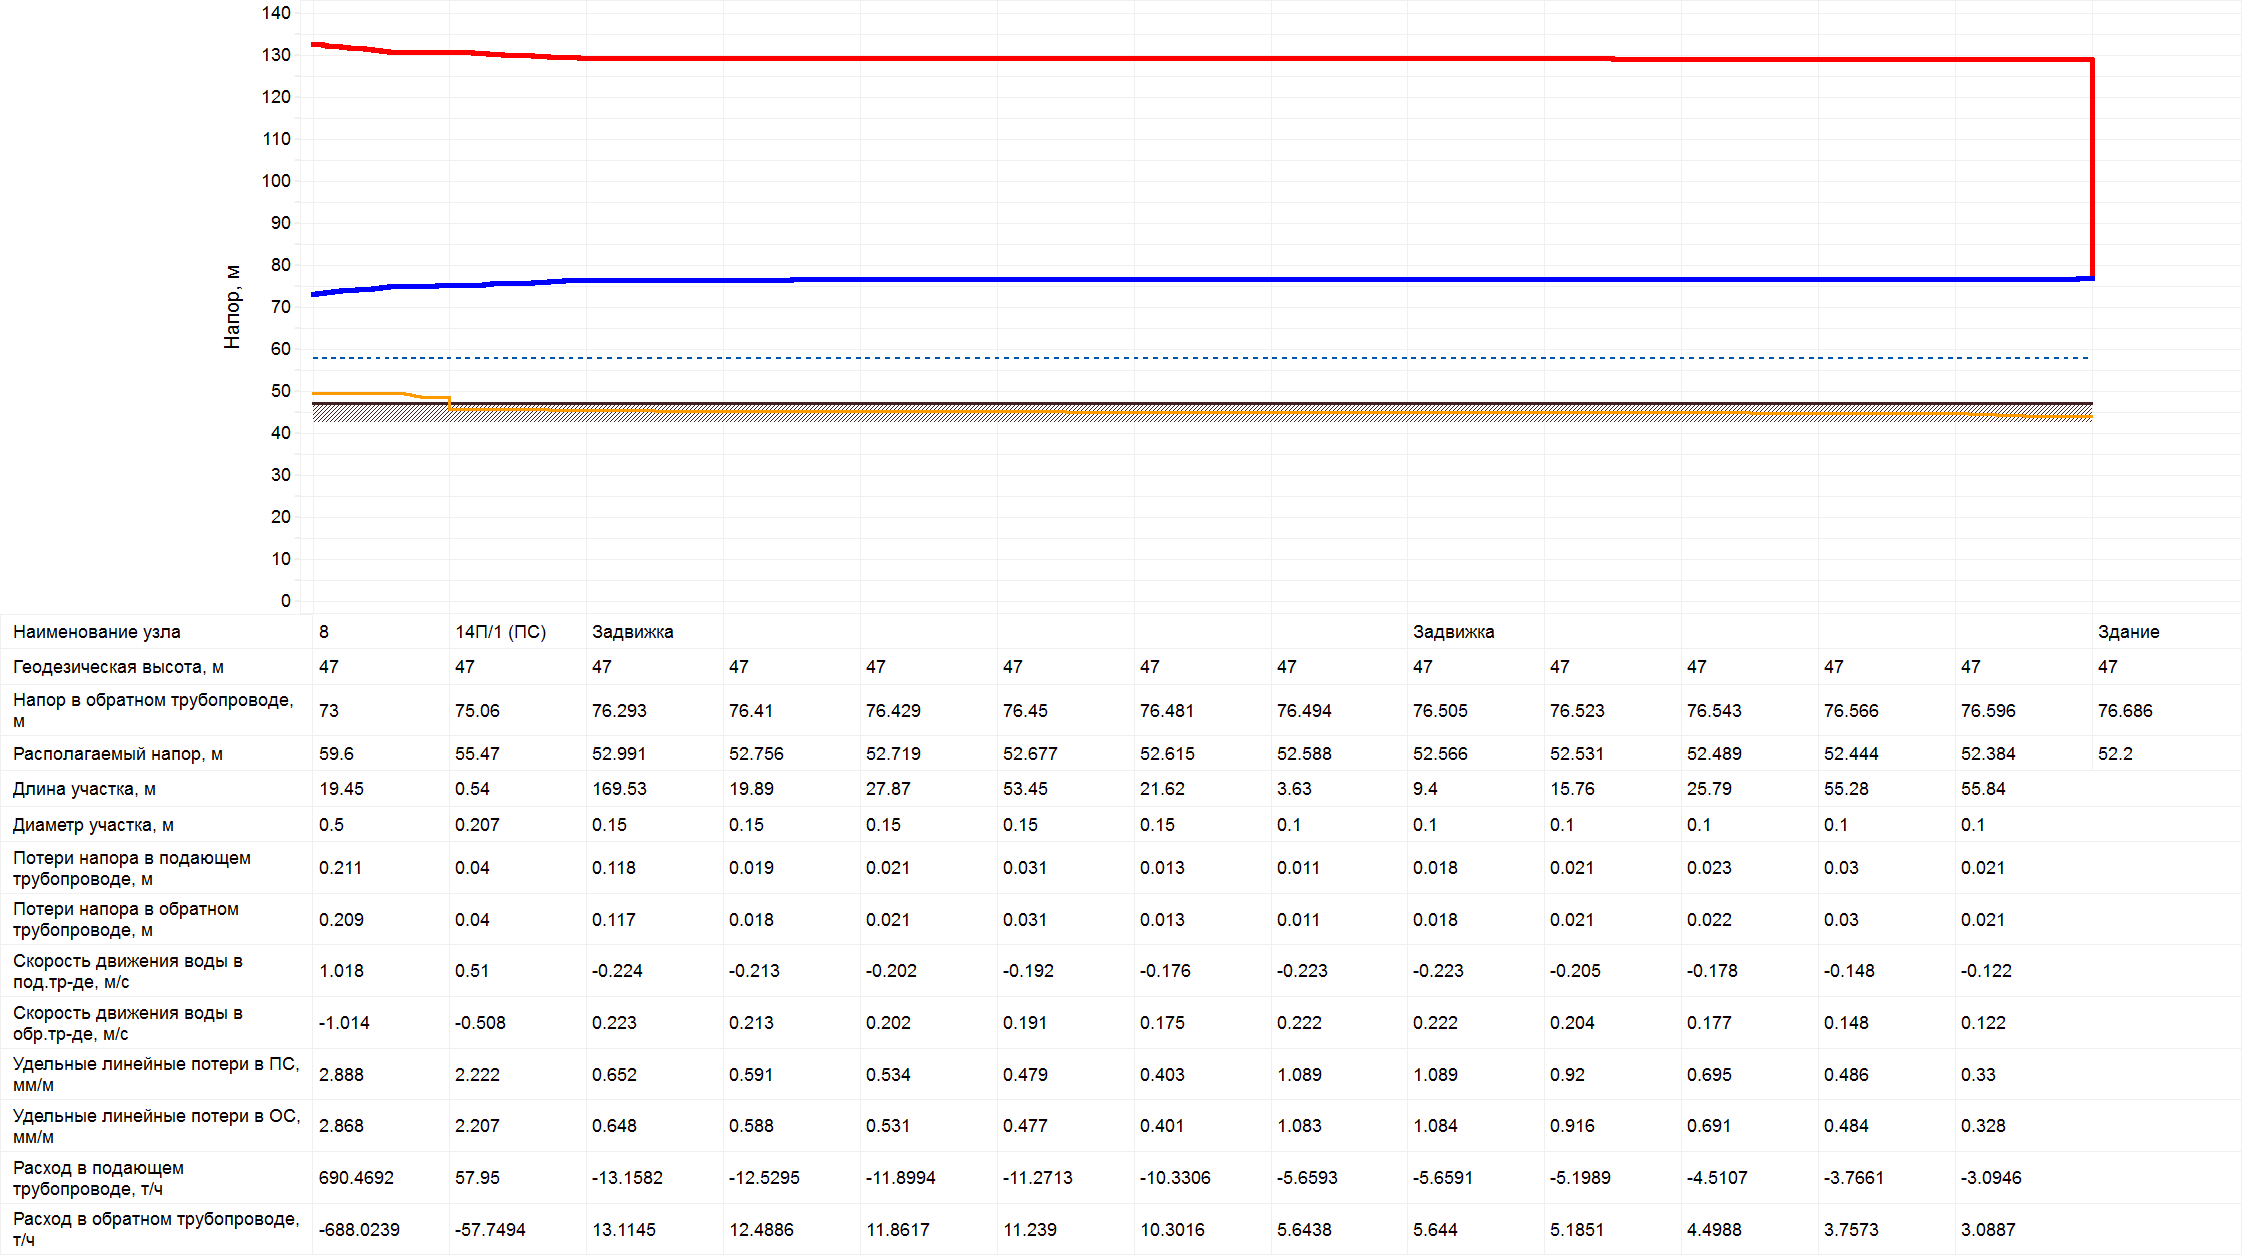 140
130
120
110
100
90
80
70
60
50
40
30
20
10
0
Напор, м
Наименование узла 8 14П/1 (ПС) Задвижка Задвижка Здание
Геодезическая высота, м 47 47 47 47 47 47 47 47 47 47 47 47 47 47
Напор в обратном трубопроводе,
м 73 75.06 76.293 76.41 76.429 76.45 76.481 76.494 76.505 76.523 76.543 76.566 76.596 76.686
Располагаемый напор, м 59.6 55.47 52.991 52.756 52.719 52.677 52.615 52.588 52.566 52.531 52.489 52.444 52.384 52.2
Длина участка, м 19.45 0.54 169.53 19.89 27.87 53.45 21.62 3.63 9.4 15.76 25.79 55.28 55.84
Диаметр участка, м 0.5 0.207 0.15 0.15 0.15 0.15 0.15 0.1 0.1 0.1 0.1 0.1 0.1
Потери напора в подающем
трубопроводе, м 0.211 0.04 0.118 0.019 0.021 0.031 0.013 0.011 0.018 0.021 0.023 0.03 0.021
Потери напора в обратном
трубопроводе, м 0.209 0.04 0.117 0.018 0.021 0.031 0.013 0.011 0.018 0.021 0.022 0.03 0.021
Скорость движения воды в
под.тр-де, м/с 1.018 0.51 -0.224 -0.213 -0.202 -0.192 -0.176 -0.223 -0.223 -0.205 -0.178 -0.148 -0.122
Скорость движения воды в
обр.тр-де, м/с -1.014 -0.508 0.223 0.213 0.202 0.191 0.175 0.222 0.222 0.204 0.177 0.148 0.122
Удельные линейные потери в ПС,
мм/м 2.888 2.222 0.652 0.591 0.534 0.479 0.403 1.089 1.089 0.92 0.695 0.486 0.33
Удельные линейные потери в ОС,
мм/м 2.868 2.207 0.648 0.588 0.531 0.477 0.401 1.083 1.084 0.916 0.691 0.484 0.328
Расход в подающем
трубопроводе, т/ч 690.4692 57.95 -13.1582 -12.5295 -11.8994 -11.2713 -10.3306 -5.6593 -5.6591 -5.1989 -4.5107 -3.7661 -3.0946
Расход в обратном трубопроводе,
т/ч -688.0239 -57.7494 13.1145 12.4886 11.8617 11.239 10.3016 5.6438 5.644 5.1851 4.4988 3.7573 3.0887